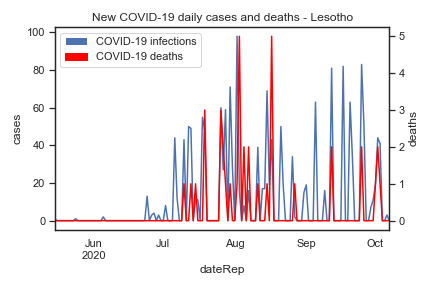 New COVID-19 daily cases and deaths - Lesotho
COVID-19 infections
COVID-19 deaths
100
80
60
40
20
0
cases
5
4
3
2
1
0
deaths
Jun
2020
Jul
Aug
Sep
Oct
dateRep